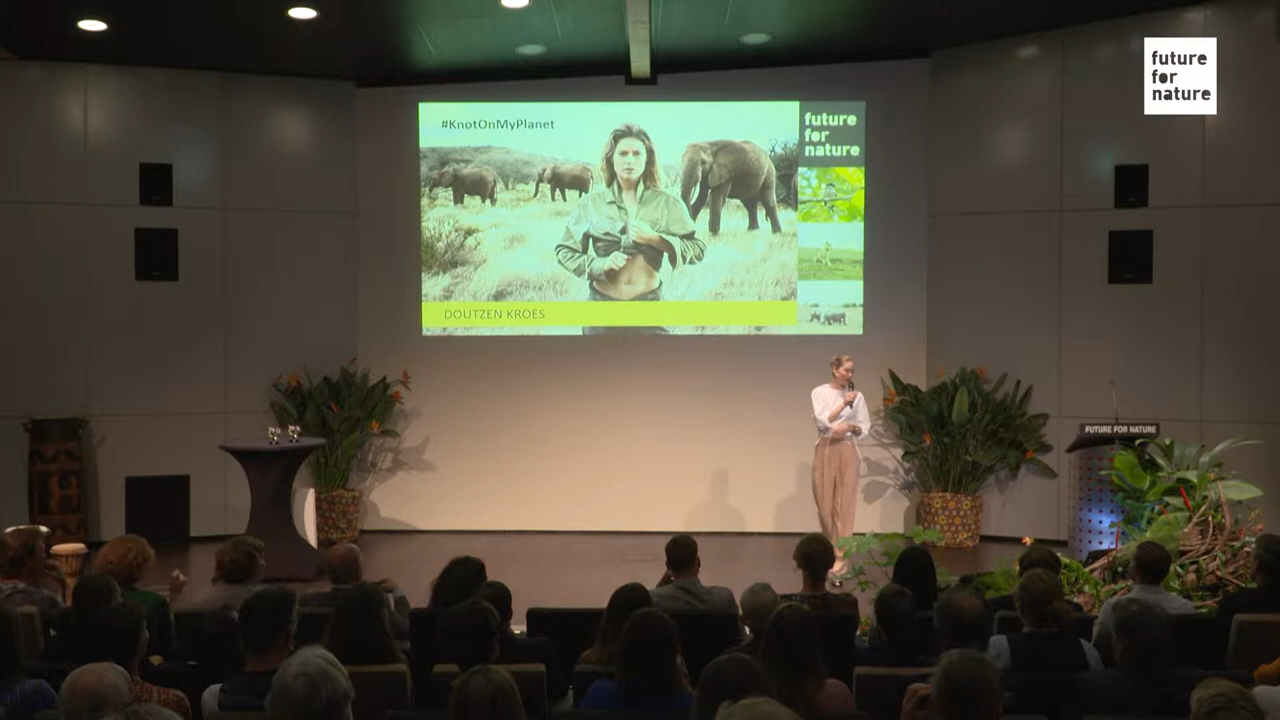 future
for
nature
#KnotOnMyPlanet
future
for
nature
DOUTZEN KROES
FUTURE FOR NATURE